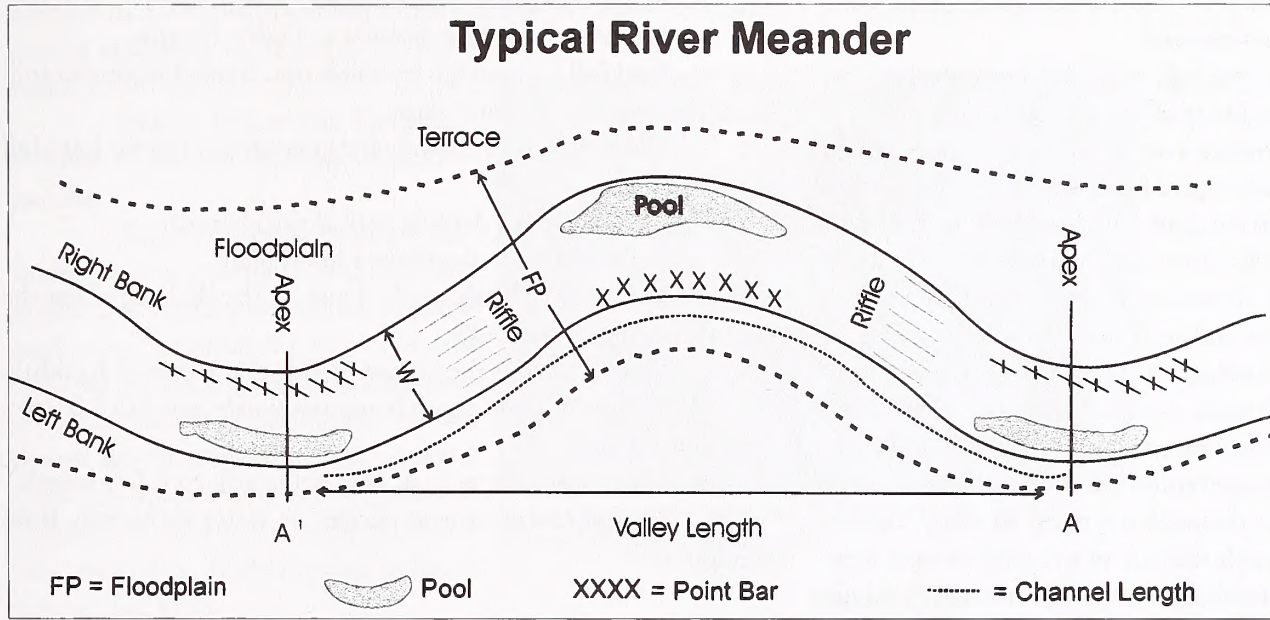 Typical River Meander
Terrace
Pool
Floodplain
Apex
Apex
Right Bank
FP
Riffle
Riffle
XXXXXXX
W
Left Bank
A1
Valley Length
A
FP = Floodplain
Pool
XXXX = Point Bar
= Channel Length